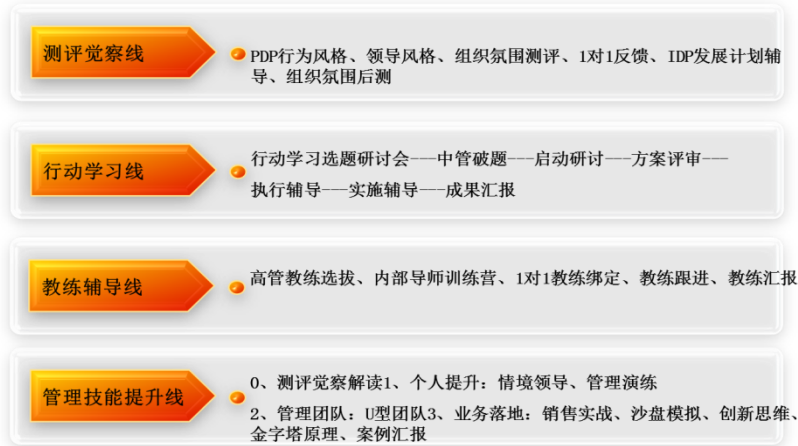 测评觉察线
PDP行为风格、领导风格、组织氛围测评、1对1反馈、IDP发展计划辅
导、组织氛围后测
行动学习线
行动学习选题研讨会---中管破题---启动研讨---方案评审---
执行辅导---实施辅导---成果汇报
教练辅导线
高管教练选拔、内部导师训练营、1对1教练绑定、教练跟进、教练汇报
管理技能提升线
0、测评觉察解读1、个人提升：情境领导、管理演练
2、管理团队：U型团队3、业务落地：销售实战、沙盘模拟、创新思维、
金字塔原理、案例汇报